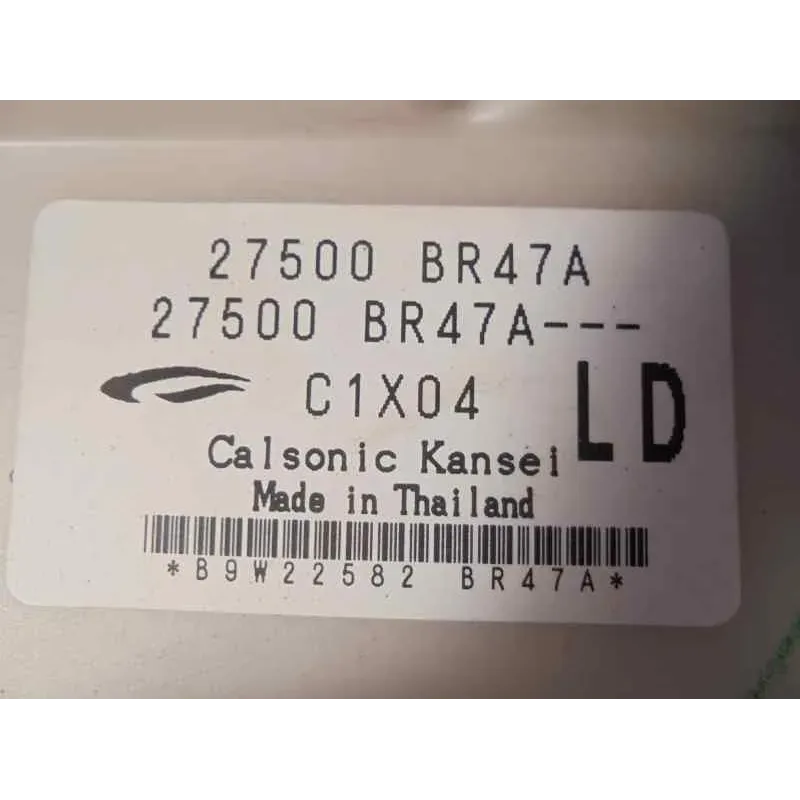 27500 BR47A
27500 BR47A---
C1X04 LD
Calsonic Kansei
Made in Thailand
*B9W22582 BR47A*